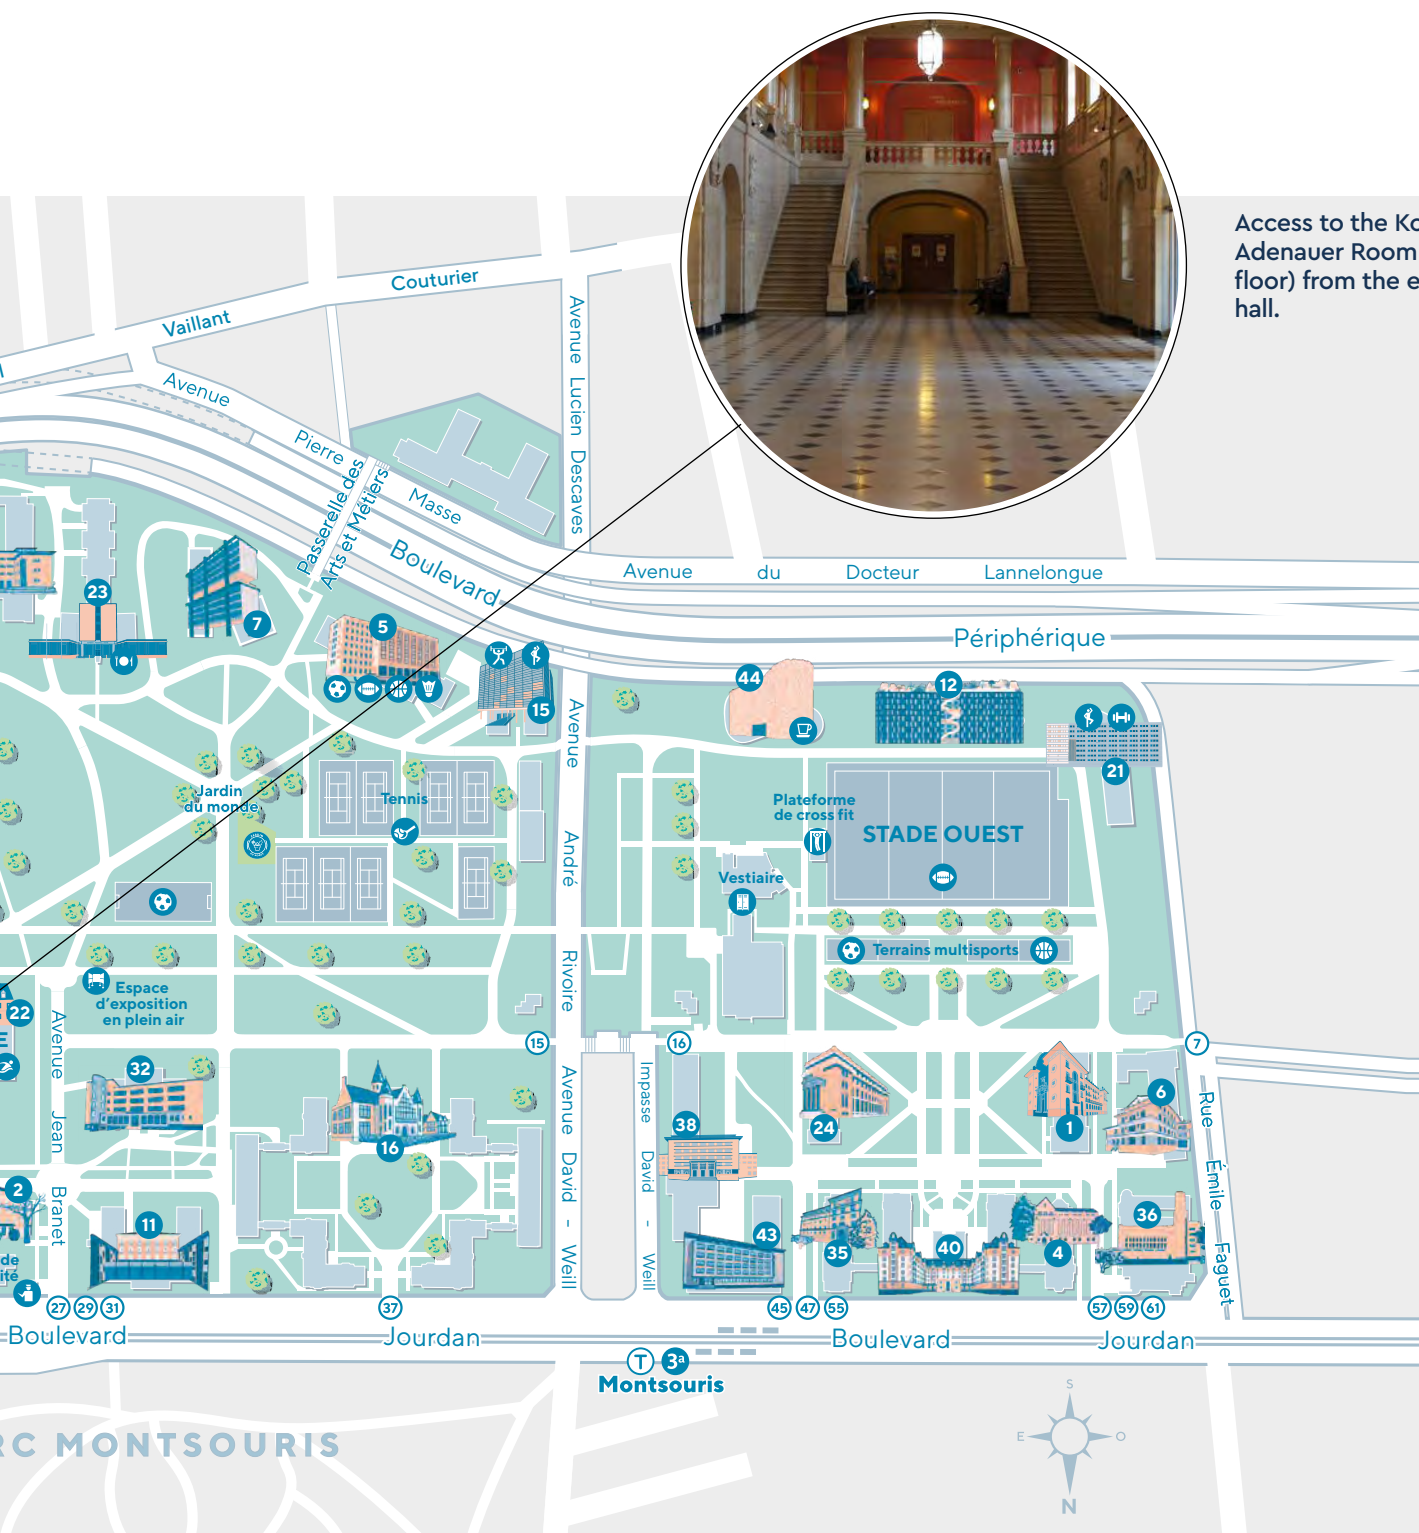 Access to the
Adenauer Room
floor) from the
hall.
Couturier
Vaillant
Avenue
Pierre
Masse
Avenue Lucien Descaves
Passerelle des
Arts et Métiers
Boulevard
Avenue du Docteur Lannelongue
Périphérique
23
7
5
15
44
12
21
Avenue André Rivoire
Jardin
du monde
Tennis
Plateforme
de cross fit
STADE OUEST
Vestiaire
Terrains multisports
Espace
d'exposition
en plein air
22
Avenue Jean Branet
15
16
7
32
16
38
24
1
6
Avenue David - Weill
Impasse David - Weill
Rue Émile Faguet
2
11
43
35
40
4
36
de
27
29
31
37
45
47
55
57
59
61
Boulevard Jourdan
Boulevard Jourdan
T 3a
Montsouris
MONTSOURIS
S
E
O
N